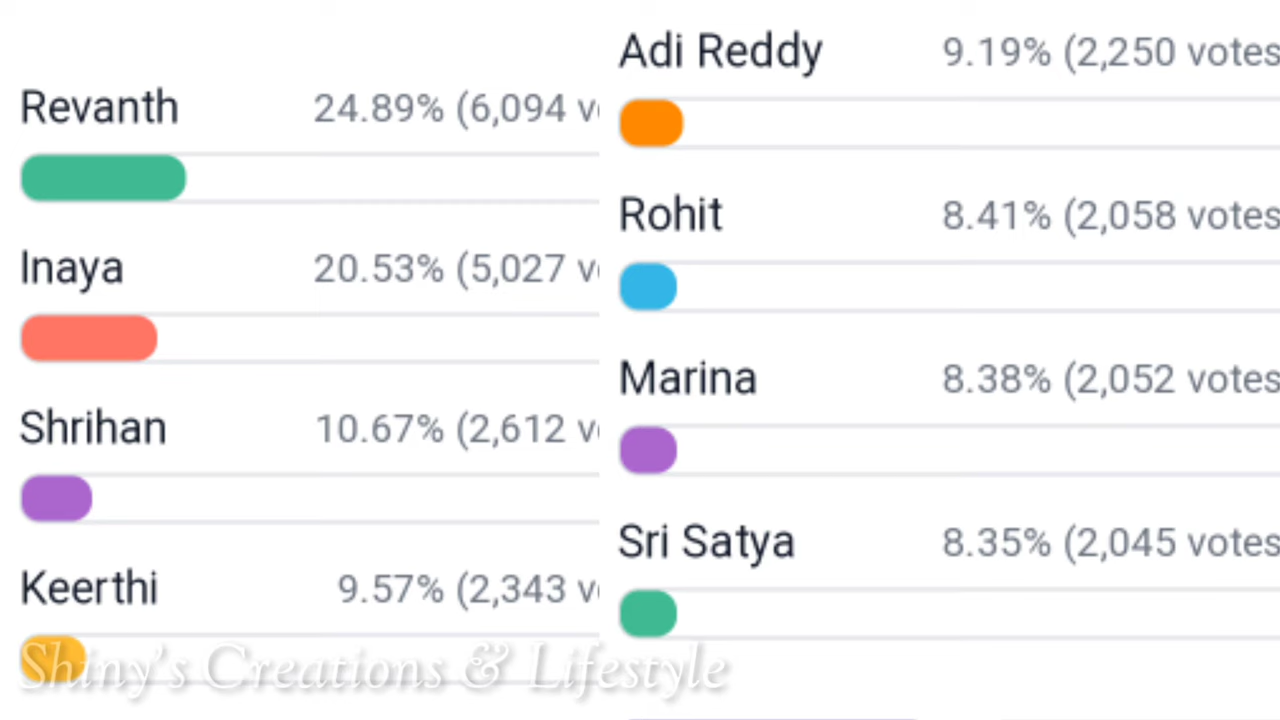 Revanth 24.89% (6,094 v
Inaya 20.53% (5,027 v
Shrihan 10.67% (2,612 v
Keerthi 9.57% (2,343 v
Adi Reddy 9.19% (2,250 votes
Rohit 8.41% (2,058 votes
Marina 8.38% (2,052 votes
Sri Satya 8.35% (2,045 votes
Shiny's Creations & Lifestyle